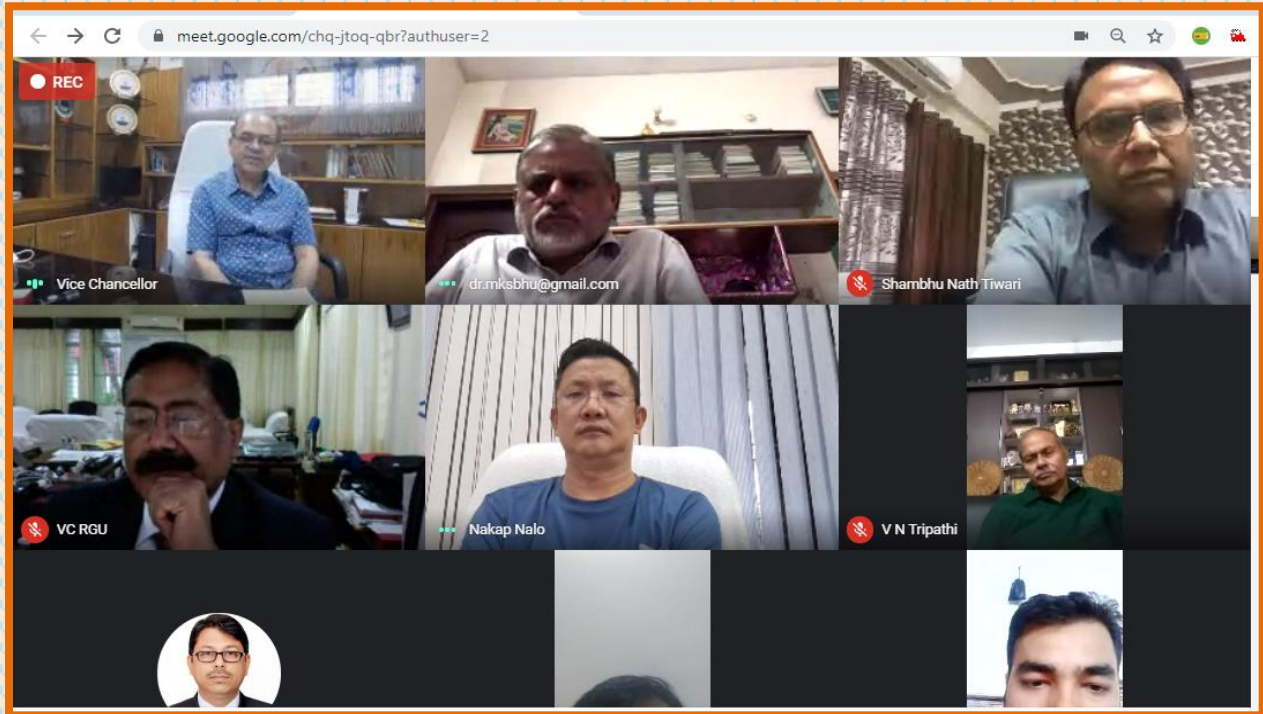 meet.google.com/chq-jtoq-qbr?authuser=2
REC
Vice Chancellor
dr.mksbhu@gmail.com
Shambhu Nath Tiwari
VC RGU
Nakap Nalo
V N Tripathi